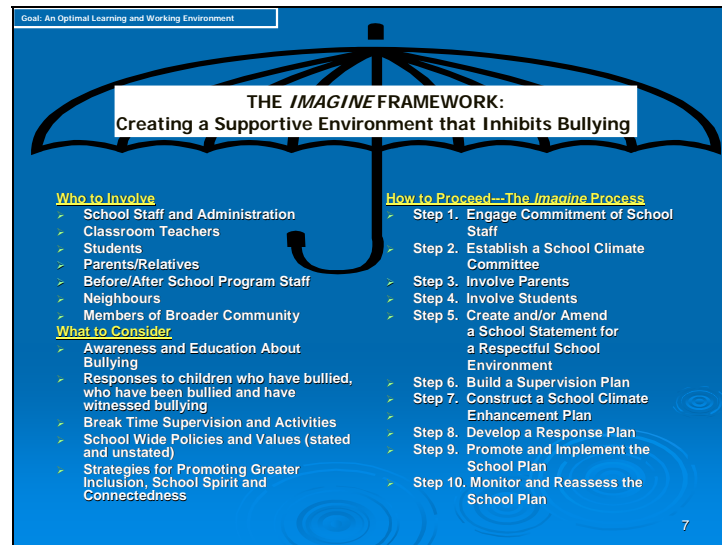 Goal: An Optimal Learning and Working Environment
THE IMAGINE FRAMEWORK:
Creating a Supportive Environment that Inhibits Bullying
Who to Involve
School Staff and Administration
Classroom Teachers
Students
Parents/Relatives
Before/After School Program Staff
Neighbours
Members of Broader Community
What to Consider
Awareness and Education About
Bullying
Responses to children who have bullied,
who have been bullied and have
witnessed bullying
Break Time Supervision and Activities
School Wide Policies and Values (stated
and unstated)
Strategies for Promoting Greater
Inclusion, School Spirit and
Connectedness
How to Proceed---The Imagine Process
Step 1. Engage Commitment of School
Staff
Step 2. Establish a School Climate
Committee
Step 3. Involve Parents
Step 4. Involve Students
Step 5. Create and/or Amend
a School Statement for
a Respectful School
Environment
Step 6. Build a Supervision Plan
Step 7. Construct a School Climate
Enhancement Plan
Step 8. Develop a Response Plan
Step 9. Promote and Implement the
School Plan
Step 10. Monitor and Reassess the
School Plan
7